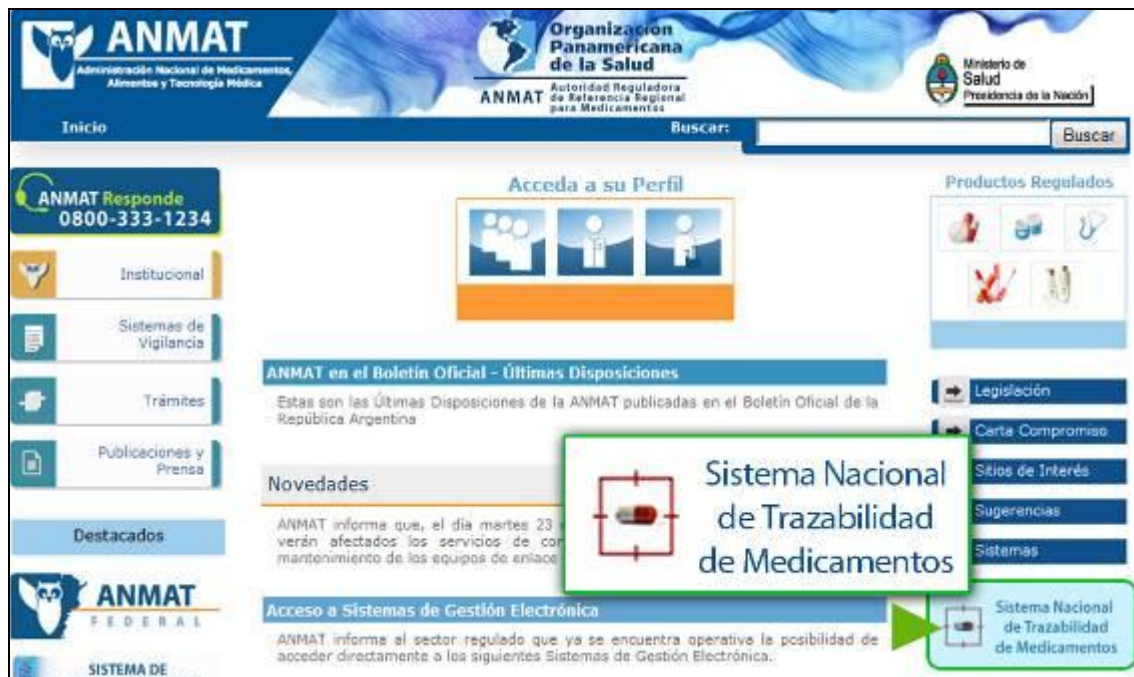 ANMAT
Administración Nacional de Medicamentos,
Alimentos y Tecnología Médica
Organización
Panamericana
de la Salud
ANMAT
Autoridad Reguladora
de Referencia Regional
para Medicamentos
Ministerio de
Salud
Presidencia de la Nación
Inicio
Buscar:
Buscar
ANMAT Responde
0800-333-1234
Institucional
Sistemas de
Vigilancia
Trámites
Publicaciones y
Prensa
Destacados
ANMAT
FEDERAL
SISTEMA DE
Acceda a su Perfil
ANMAT en el Boletín Oficial - Últimas Disposiciones
Estas son las Últimas Disposiciones de la ANMAT publicadas en el Boletín Oficial de la
República Argentina
Novedades
ANMAT informa que, el día martes 23
verán afectados los servicios de
mantenimiento de los equipos de enlace
Sistema Nacional
de Trazabilidad
de Medicamentos
Acceso a Sistemas de Gestión Electrónica
ANMAT informa al sector regulado que ya se encuentra operativa la posibilidad de
acceder directamente a los siguientes Sistemas de Gestión Electrónica.
Productos Regulados
Legislación
Carta Compromiso
Sitios de Interés
Sugerencias
Sistemas
Sistema Nacional
de Trazabilidad
de Medicamentos